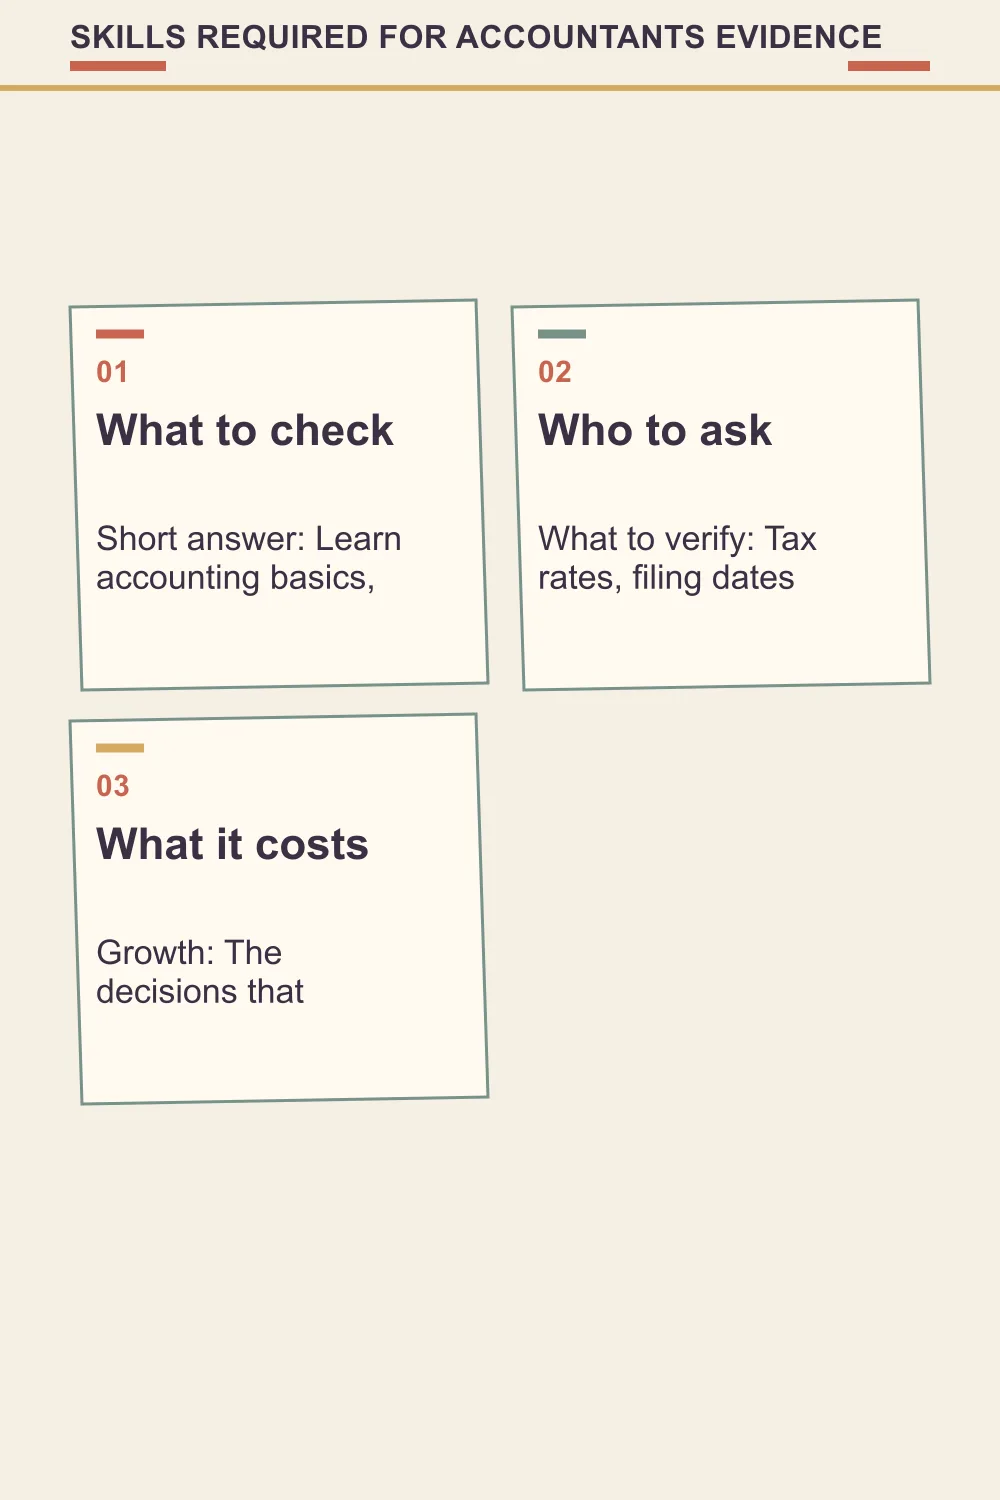 SKILLS REQUIRED FOR ACCOUNTANTS EVIDENCE
01
What to check
Short answer: Learn
accounting basics,
02
Who to ask
What to verify: Tax
rates, filing dates
03
What it costs
Growth: The
decisions that